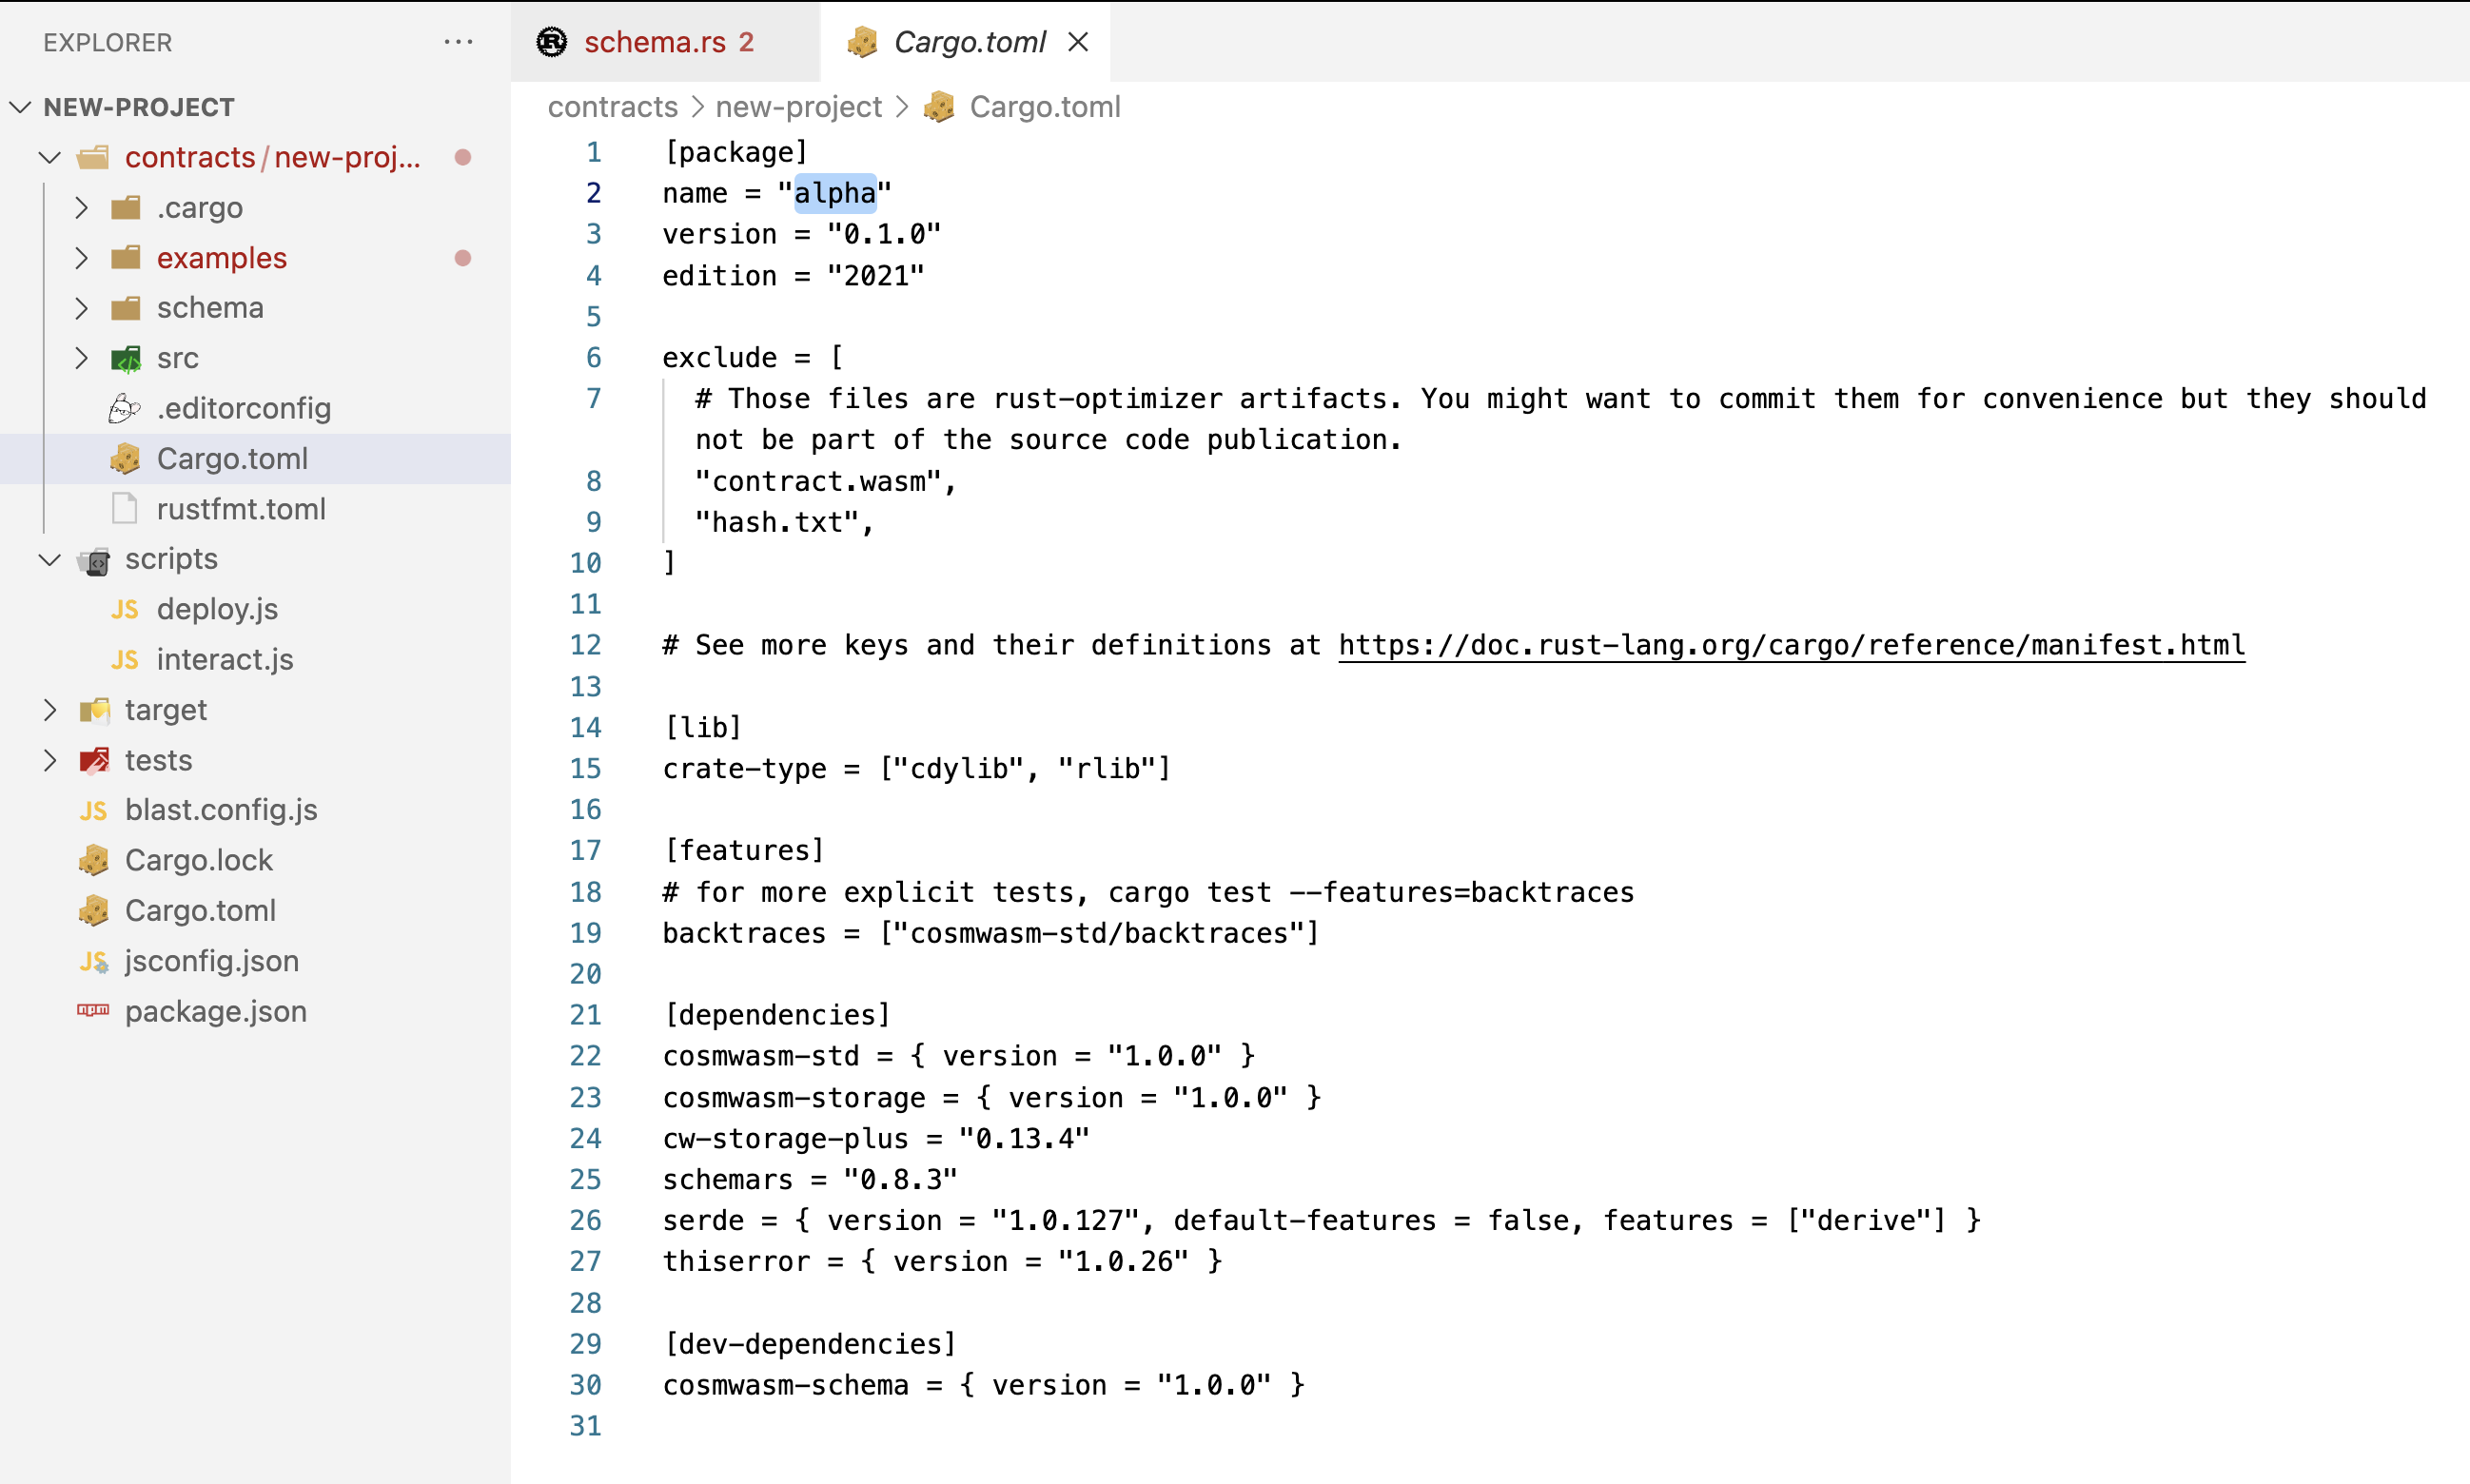 EXPLORER ···
NEW-PROJECT
contracts/new-proj...
.cargo
examples
schema
src
.editorconfig
Cargo.toml
rustfmt.toml
scripts
JS deploy.js
JS interact.js
target
tests
JS blast.config.js
Cargo.lock
Cargo.toml
JS jsconfig.json
npm package.json
R schema.rs 2 Cargo.toml
contracts > new-project > Cargo.toml
1 [package]
2 name = "alpha"
3 version = "0.1.0"
4 edition = "2021"
5
6 exclude = [
7 # Those files are rust-optimizer artifacts. You might want to commit them for convenience but they should
not be part of the source code publication.
8 "contract.wasm",
9 "hash.txt",
10 ]
11
12 # See more keys and their definitions at https://doc.rust-lang.org/cargo/reference/manifest.html
13
14 [lib]
15 crate-type = ["cdylib", "rlib"]
16
17 [features]
18 # for more explicit tests, cargo test --features=backtraces
19 backtraces = ["cosmwasm-std/backtraces"]
20
21 [dependencies]
22 cosmwasm-std = { version = "1.0.0" }
23 cosmwasm-storage = { version = "1.0.0" }
24 cw-storage-plus = "0.13.4"
25 schemars = "0.8.3"
26 serde = { version = "1.0.127", default-features = false, features = ["derive"] }
27 thiserror = { version = "1.0.26" }
28
29 [dev-dependencies]
30 cosmwasm-schema = { version = "1.0.0" }
31